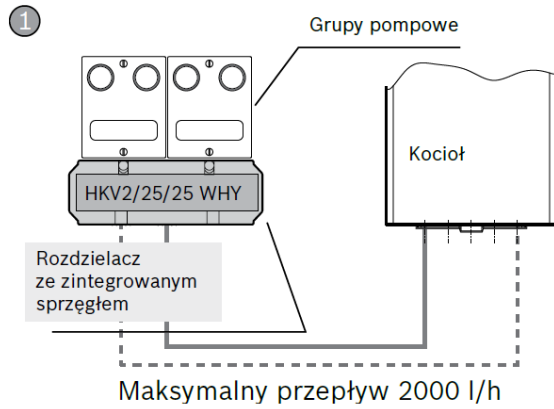 1
Grupy pompowe
Kocioł
HKV2/25/25 WHY
Rozdzielacz
ze zintegrowanym
sprzęgłem
Maksymalny przepływ 2000 l/h